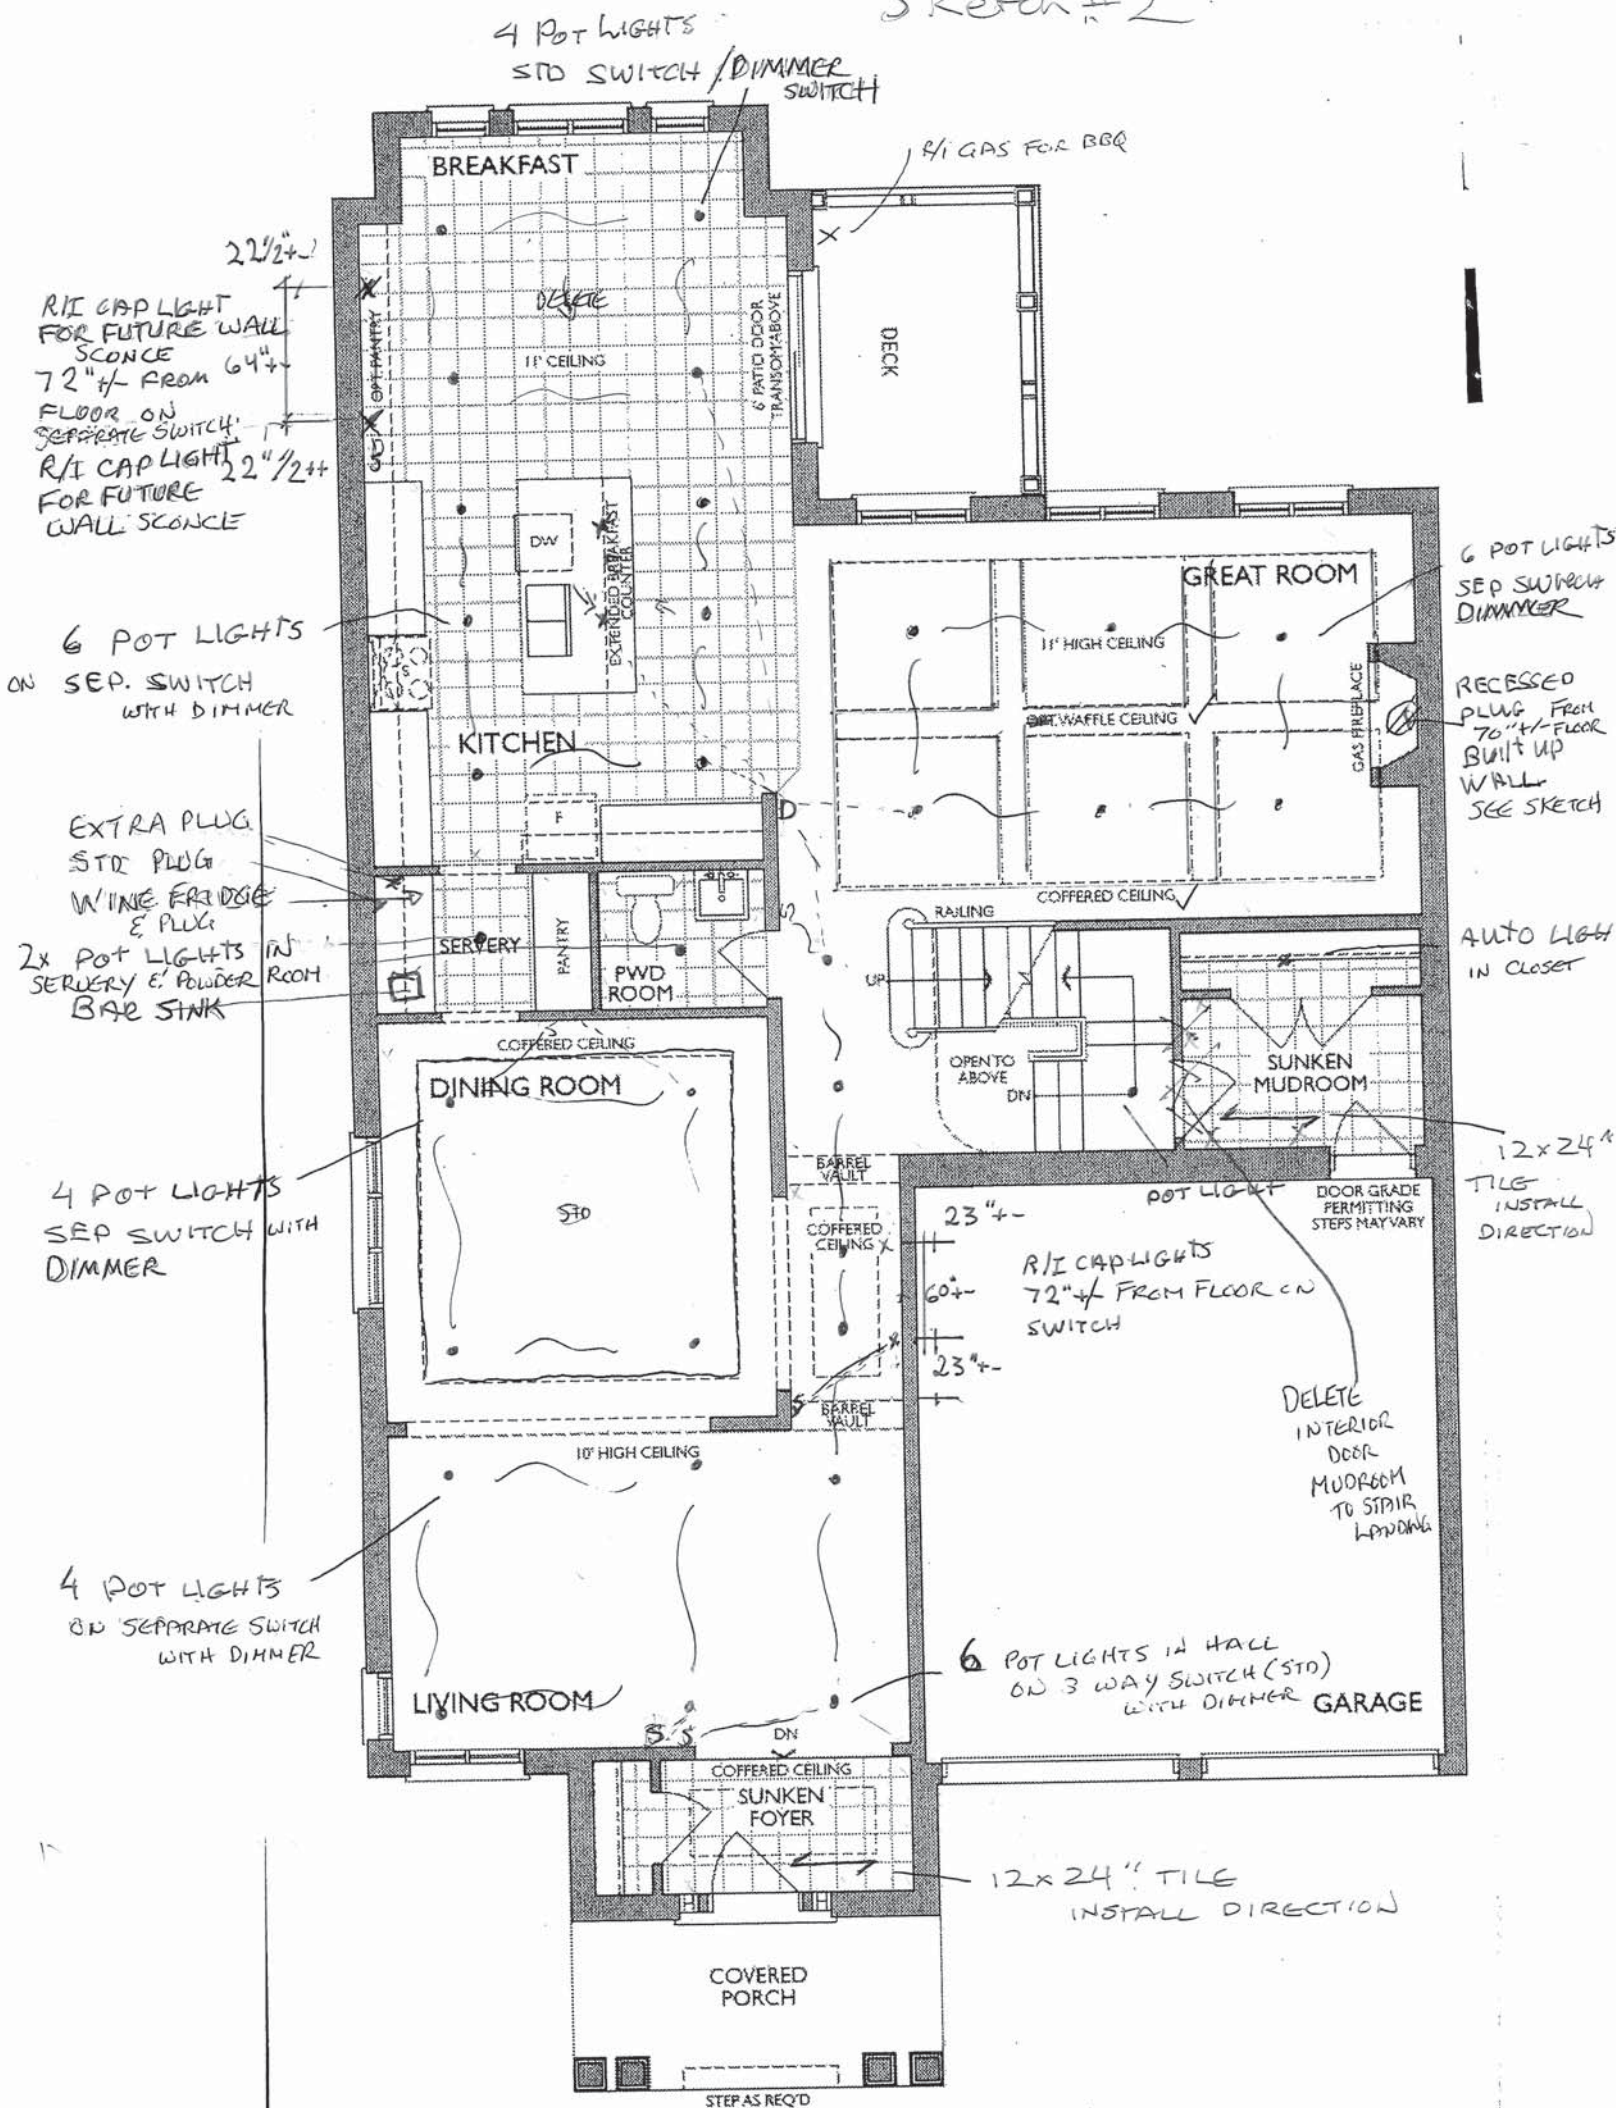 Sketch #2
4 POT LIGHTS
STD SWITCH / DIMMER
SWITCH
R/I GAS FOR BBQ
BREAKFAST
22 1/2"+-
R/I CAP LIGHT
FOR FUTURE WALL
SCONCE
72"+/- FROM
FLOOR ON
SEPERATE SWITCH
64"+-
R/I CAP LIGHT
FOR FUTURE
WALL SCONCE
22"1/2+-
DELETE
11' CEILING
OPT. PANTRY
6' PATIO DOOR
TRANSOM ABOVE
DECK
DW
EXTENDED BREAKFAST
COUNTER
GREAT ROOM
11' HIGH CEILING
6 POT LIGHTS
SEP SWITCH
DIMMER
6 POT LIGHTS
ON SEP. SWITCH
WITH DIMMER
OPT. WAFFLE CEILING
GAS FIREPLACE
RECESSED
PLUG FROM
70"+/- FLOOR
BUILT UP
WALL
SEE SKETCH
KITCHEN
F
D
EXTRA PLUG
STD PLUG
WINE FRIDGE
& PLUG
2x POT LIGHTS IN
SERVERY & POWDER ROOM
BAR SINK
COFFERED CEILING
RAILING
SERVERY
PANTRY
PWD
ROOM
S
UP
AUTO LIGH
IN CLOSET
OPEN TO
ABOVE
DN
SUNKEN
MUDROOM
COFFERED CEILING
DINING ROOM
12x24"
TILE
INSTALL
DIRECTION
BARREL
VAULT
POT LIGHT
DOOR GRADE
PERMITTING
STEPS MAY VARY
4 POT LIGHTS
SEP SWITCH WITH
DIMMER
STD
COFFERED
CEILING
23"+-
60"+-
23"+-
R/I CAP LIGHTS
72"+/- FROM FLOOR ON
SWITCH
S
BARREL
VAULT
DELETE
INTERIOR
DOOR
MUDROOM
TO STAIR
LANDING
10' HIGH CEILING
4 POT LIGHTS
ON SEPARATE SWITCH
WITH DIMMER
LIVING ROOM
6 POT LIGHTS IN HALL
ON 3 WAY SWITCH (STD)
WITH DIMMER
GARAGE
S S
DN
COFFERED CEILING
SUNKEN
FOYER
12x24" TILE
INSTALL DIRECTION
COVERED
PORCH
STEP AS REQ'D